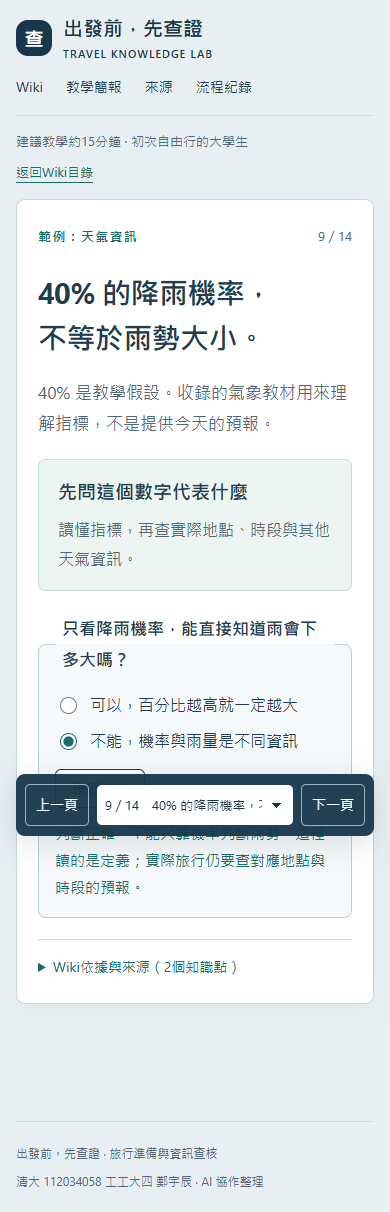 查
出發前，先查證
TRAVEL KNOWLEDGE LAB
Wiki 教學簡報 來源 流程紀錄
建議教學約15分鐘 · 初次自由行的大學生
返回Wiki目錄
範例：天氣資訊 9 / 14
40% 的降雨機率，
不等於雨勢大小。
40% 是教學假設。收錄的氣象教材用來理
解指標，不是提供今天的預報。
先問這個數字代表什麼
讀懂指標，再查實際地點、時段與其他
天氣資訊。
只看降雨機率，能直接知道雨會下
多大嗎？
可以，百分比越高就一定越大
不能，機率與雨量是不同資訊
上一頁 9 / 14 40% 的降雨機率， 下一頁
讀的是定義；實際旅行仍要查對應地點與
時段的預報。
Wiki依據與來源（2個知識點）
出發前，先查證 · 旅行準備與資訊查核
清大 112034058 工工大四 鄭宇辰 · AI 協作整理